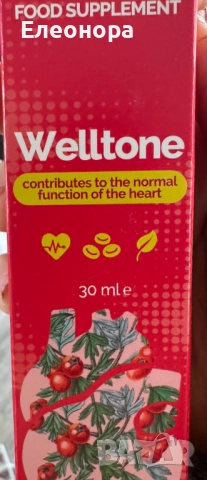 FOOD SUPPLEMENT
Елеонора
Welltone
contributes to the normal
function of the heart
30 ml e